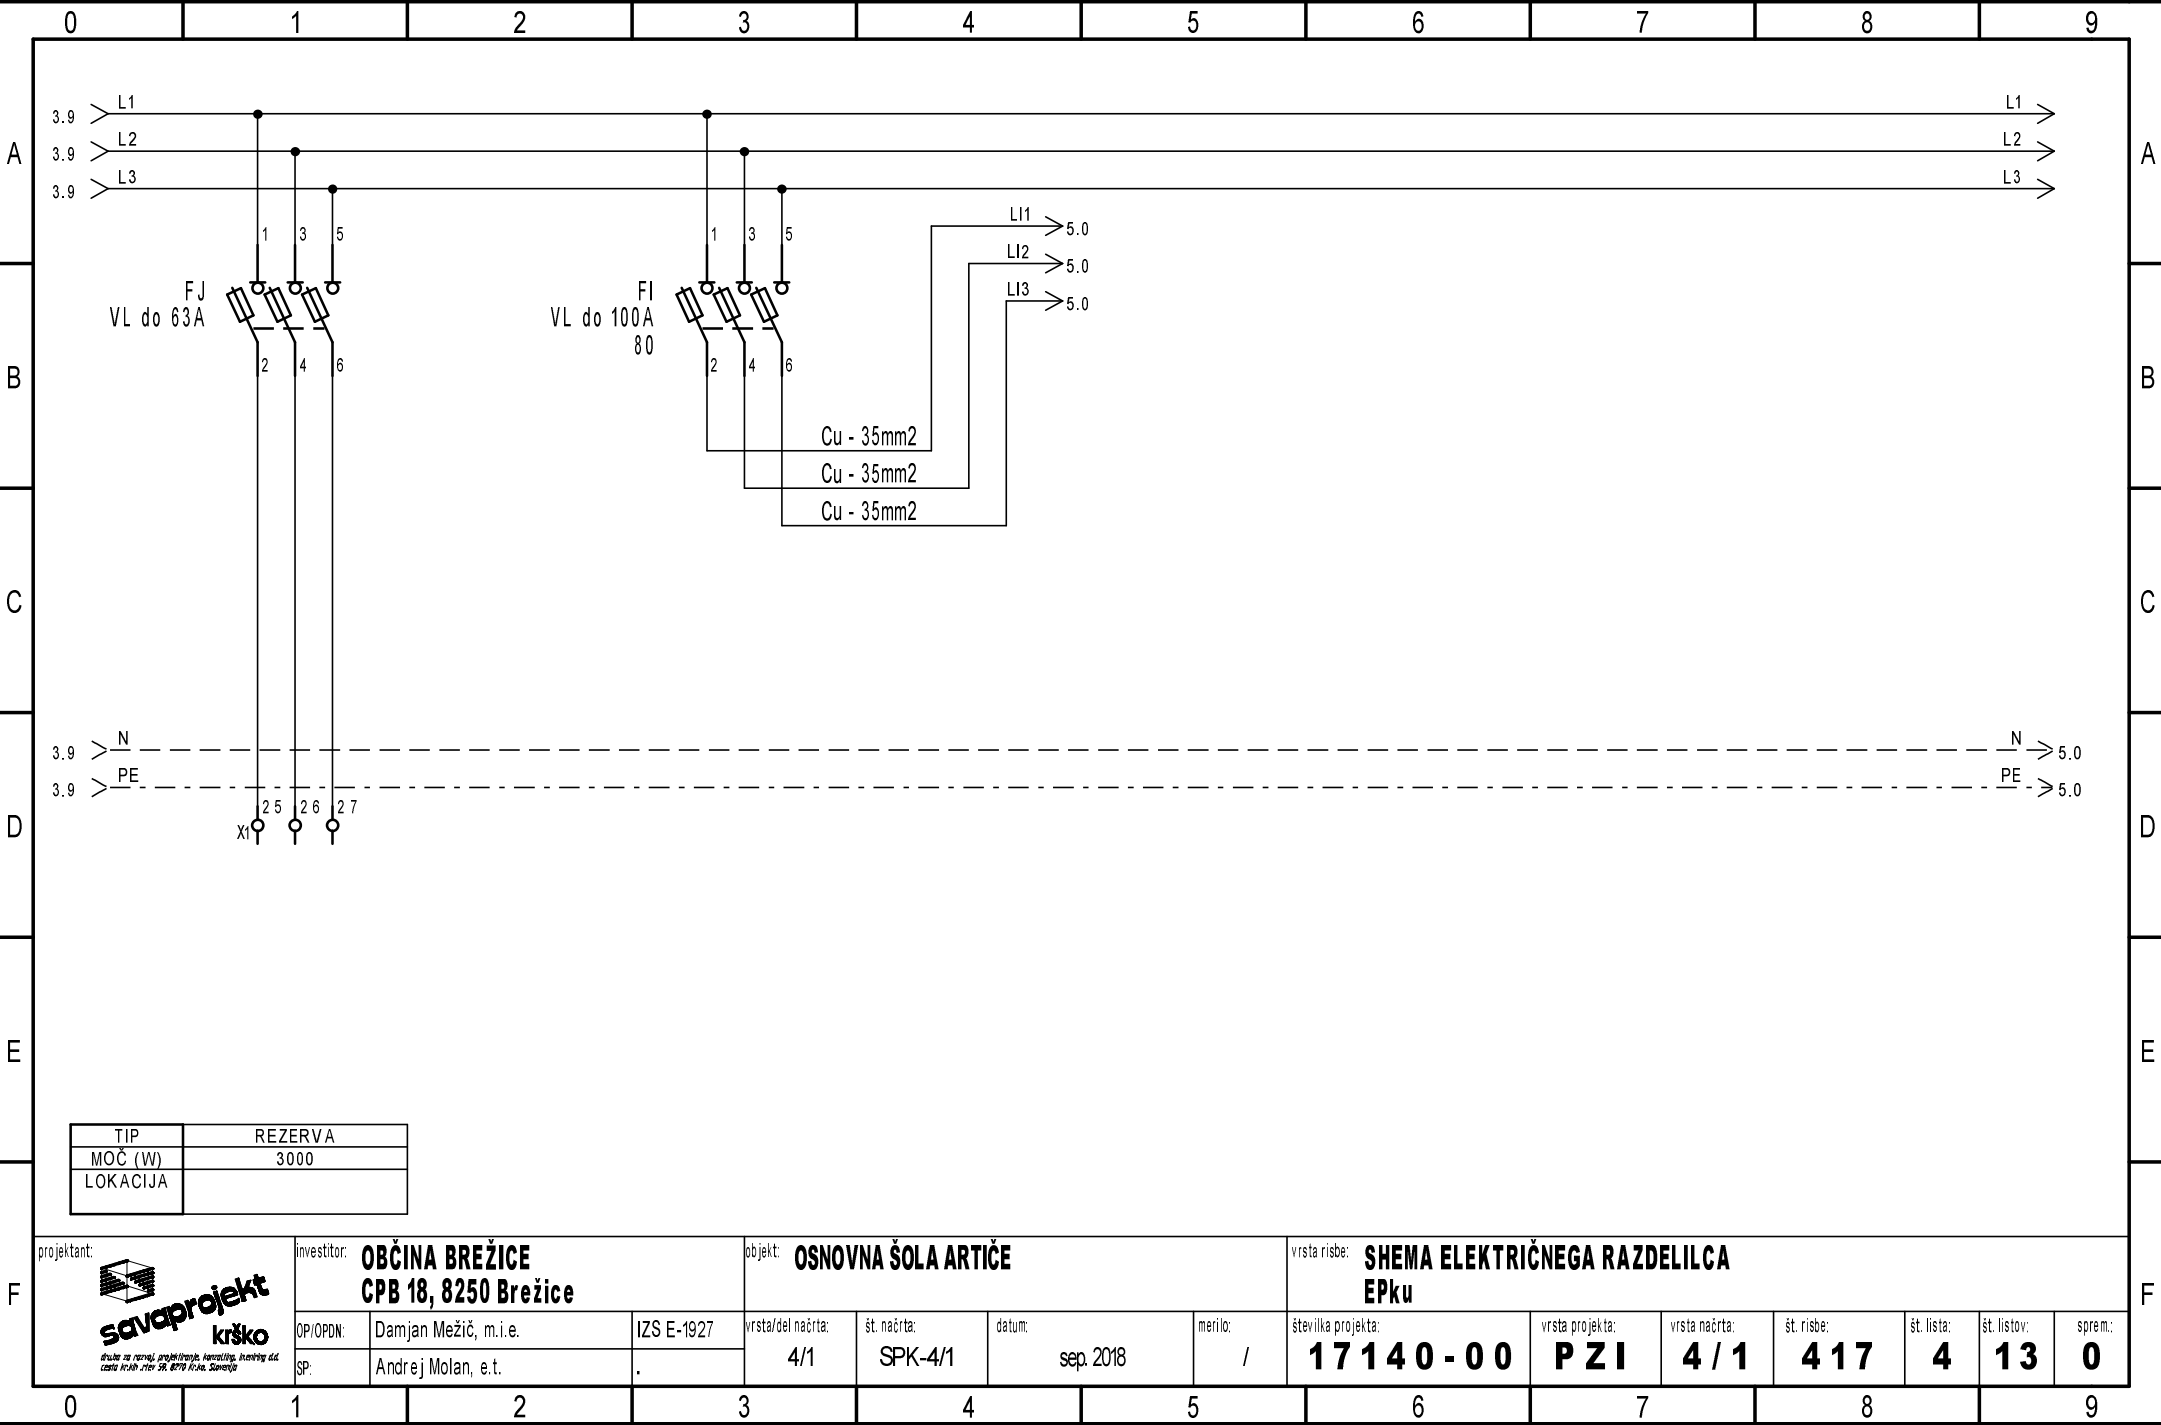 0 1 2 3 4 5 6 7 8 9
3.9 L1 L1
3.9 L2 L2
A A
3.9 L3 L3
LI1 5.0
1 3 5 1 3 5
LI2 5.0
FJ FI LI3 5.0
VL do 63A VL do 100A
80
2 4 6 2 4 6
B B
Cu - 35mm2
Cu - 35mm2
Cu - 35mm2
C C
3.9 N N 5.0
3.9 PE PE 5.0
25 26 27
X1
D D
E E
TIP REZERVA
MOČ (W) 3000
LOKACIJA
projektant: investitor: OBČINA BREŽICE objekt: OSNOVNA ŠOLA ARTIČE vrsta risbe: SHEMA ELEKTRIČNEGA RAZDELILCA
CPB 18, 8250 Brežice EPku
F F
savaprojekt
krško
OP/OPDN: Damjan Mežič, m.i.e. IZS E-1927 vrsta/del načrta: št. načrta: datum: merilo: številka projekta: vrsta projekta: vrsta načrta: št. risbe: št. lista: št. listov: sprem.:
4/1 SPK-4/1 sep. 2018 / 17140-00 PZI 4/1 417 4 13 0
SP: Andrej Molan, e.t. .
0 1 2 3 4 5 6 7 8 9